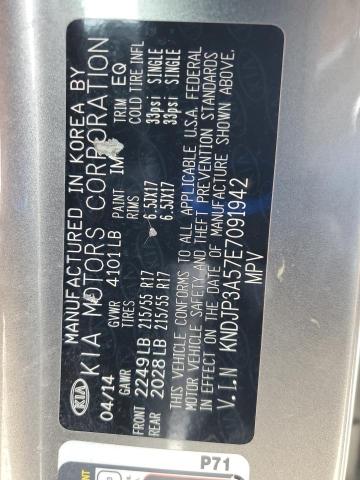 KIA MANUFACTURED IN KOREA BY
KIA MOTORS CORPORATION
04/14 GVWR 4101LB PAINT IM TRIM EQ
GAWR TIRES RIMS COLD TIRE INFL
FRONT 2249LB 215/55 R17 6.5JX17 33psi SINGLE
REAR 2028LB 215/55 R17 6.5JX17 33psi SINGLE
THIS VEHICLE CONFORMS TO ALL APPLICABLE U.S.A. FEDERAL
MOTOR VEHICLE SAFETY AND THEFT PREVENTION STANDARDS
IN EFFECT ON THE DATE OF MANUFACTURE SHOWN ABOVE.
V.I.N KNDJP3A57E7091942
MPV
P71